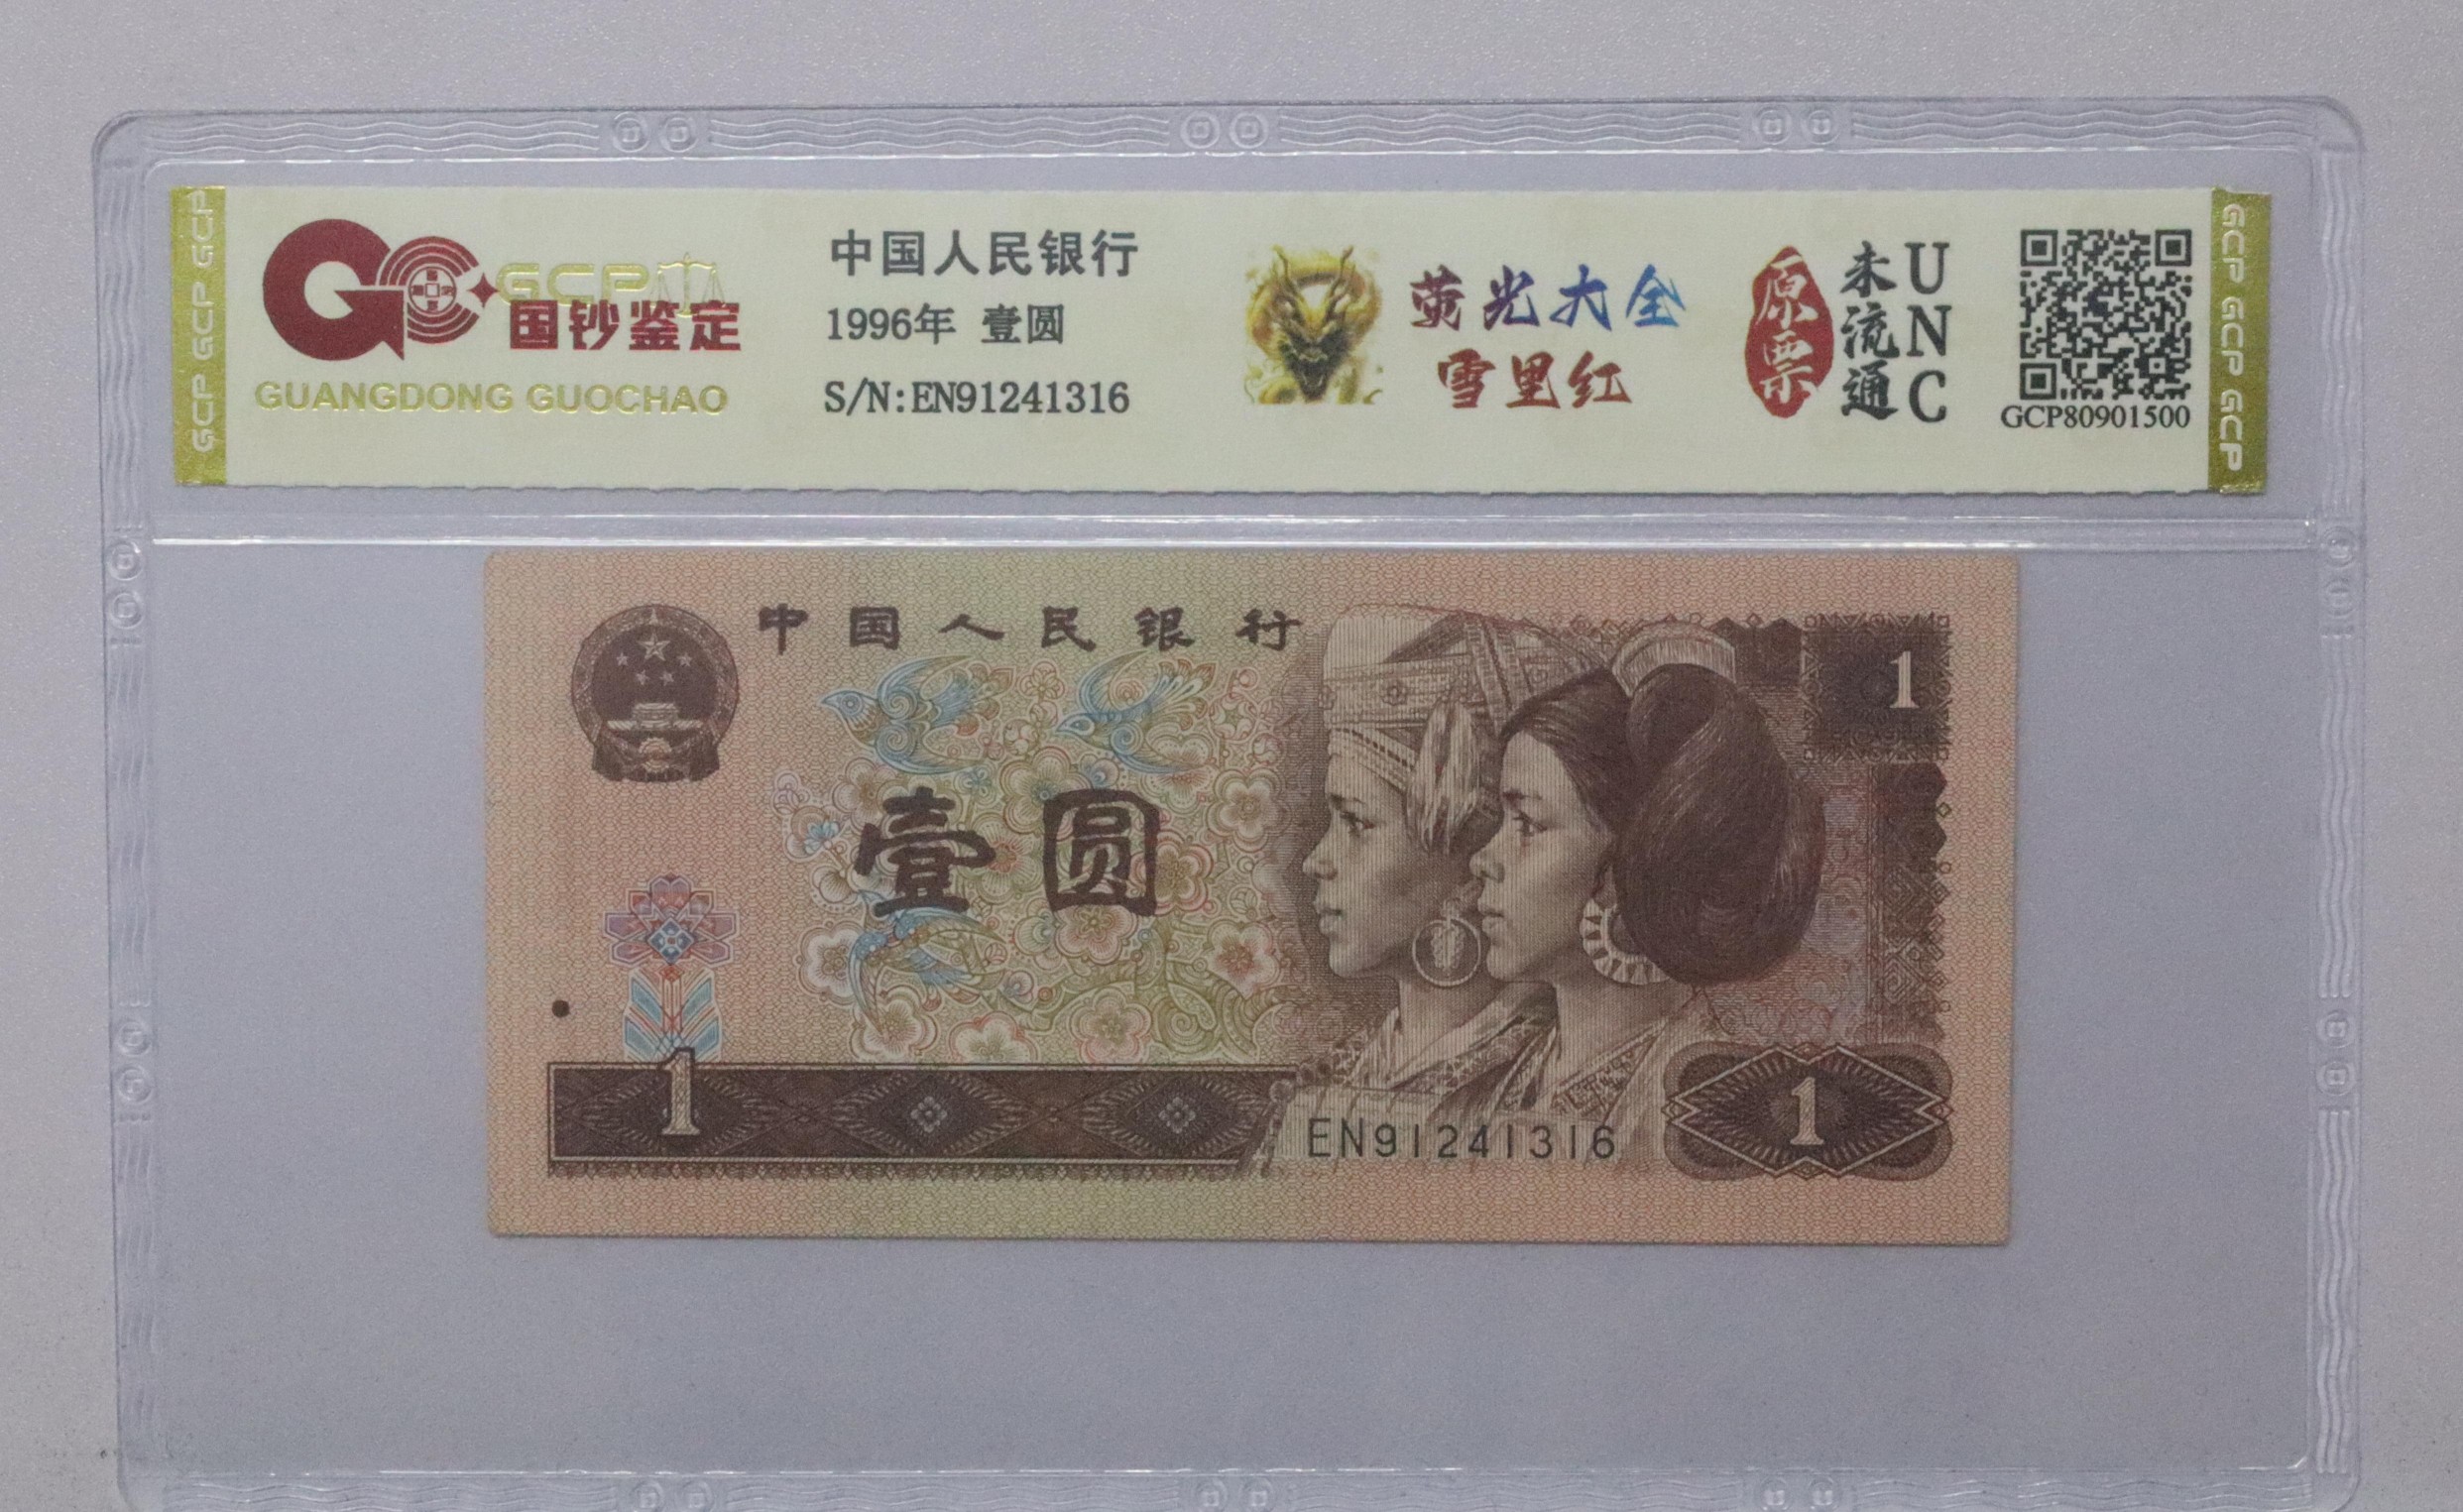 GCP GCP GCP
GCP
国钞鉴定
GUANGDONG GUOCHAO
中国人民银行
1996年 壹圆
S/N:EN91241316
荧光大全
雪里红
原票
未流通
UNC
GCP80901500
GCP GCP GCP
中国人民银行
1
壹圆
1
EN91241316
1